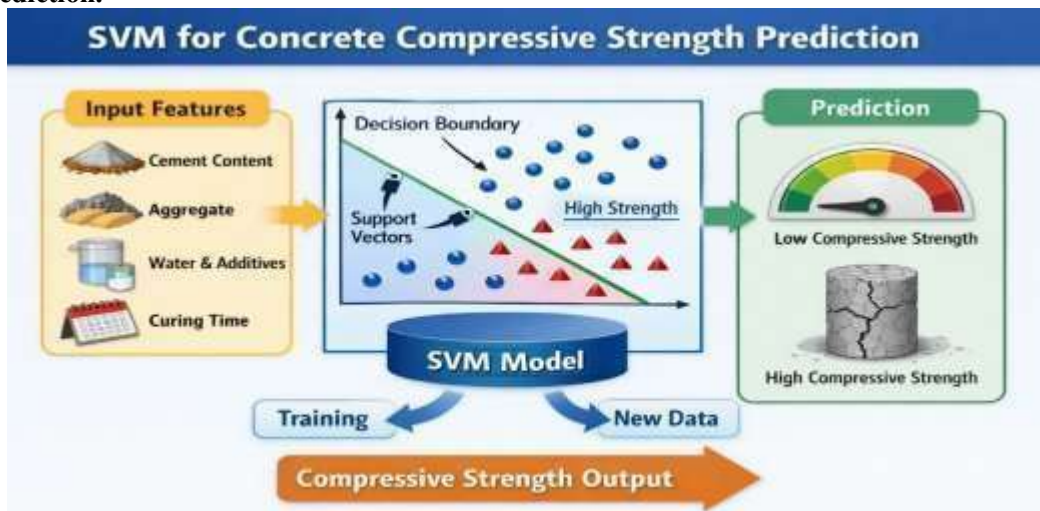 ediction.
SVM for Concrete Compressive Strength Prediction
Input Features
Cement Content
Aggregate
Water & Additives
Curing Time
Decision Boundary
Support
Vectors
High Strength
SVM Model
Training
New Data
Prediction
Low Compressive Strength
High Compressive Strength
Compressive Strength Output